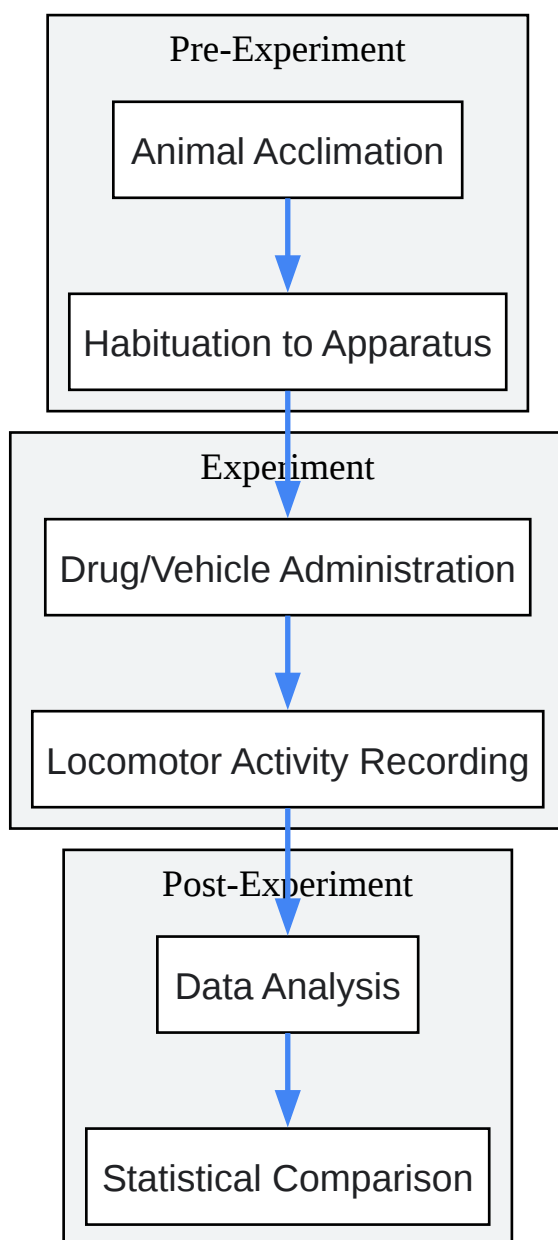 Pre-Experiment
Animal Acclimation
Habituation to Apparatus
Experiment
Drug/Vehicle Administration
Locomotor Activity Recording
Post-Experiment
Data Analysis
Statistical Comparison